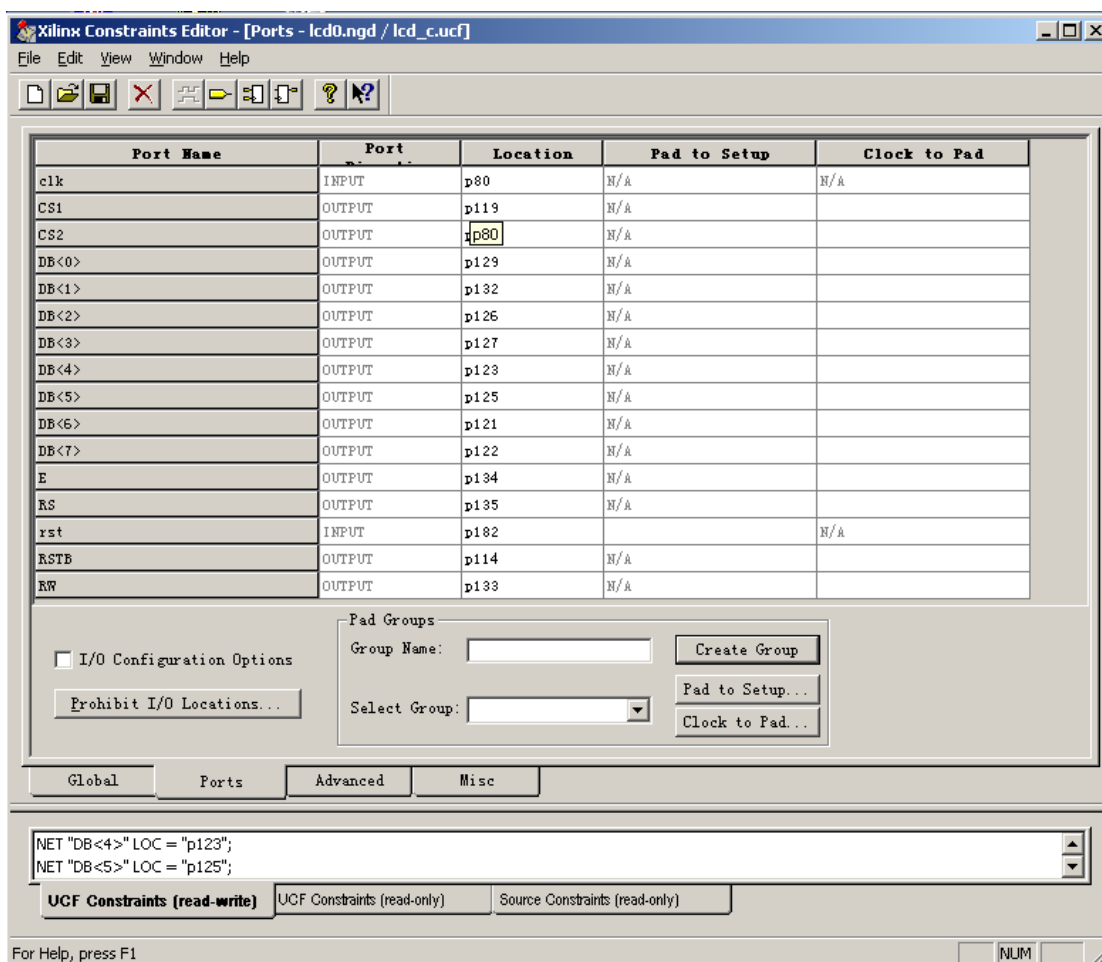 Xilinx Constraints Editor - [Ports - lcd0.ngd / lcd_c.ucf]
File Edit View Window Help
Port Name Port Location Pad to Setup Clock to Pad
clk INPUT p80 N/A N/A
CS1 OUTPUT p119 N/A
CS2 OUTPUT p80 N/A
DB<0> OUTPUT p129 N/A
DB<1> OUTPUT p132 N/A
DB<2> OUTPUT p126 N/A
DB<3> OUTPUT p127 N/A
DB<4> OUTPUT p123 N/A
DB<5> OUTPUT p125 N/A
DB<6> OUTPUT p121 N/A
DB<7> OUTPUT p122 N/A
E OUTPUT p134 N/A
RS OUTPUT p135 N/A
rst INPUT p182 N/A
RSTB OUTPUT p114 N/A
RW OUTPUT p133 N/A
Pad Groups
I/O Configuration Options
Group Name:
Create Group
Prohibit I/O Locations...
Select Group:
Pad to Setup...
Clock to Pad...
Global Ports Advanced Misc
NET "DB<4>" LOC = "p123";
NET "DB<5>" LOC = "p125";
UCF Constraints (read-write) UCF Constraints (read-only) Source Constraints (read-only)
For Help, press F1 NUM